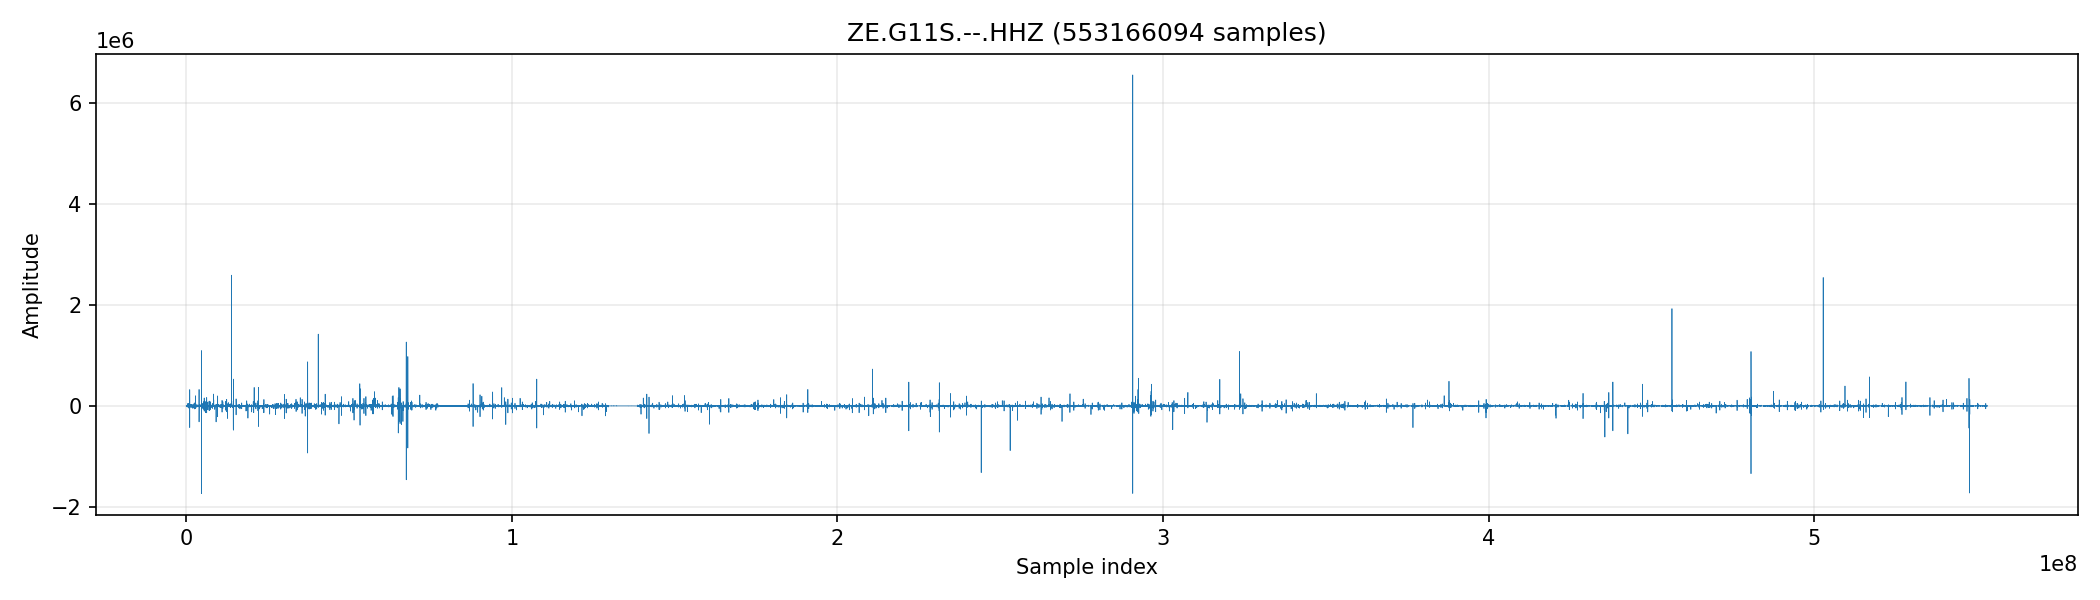 ZE.G11S.--.HHZ (553166094 samples)
1e6
6
4
2
0
−2
Amplitude
0 1 2 3 4 5
Sample index
1e8